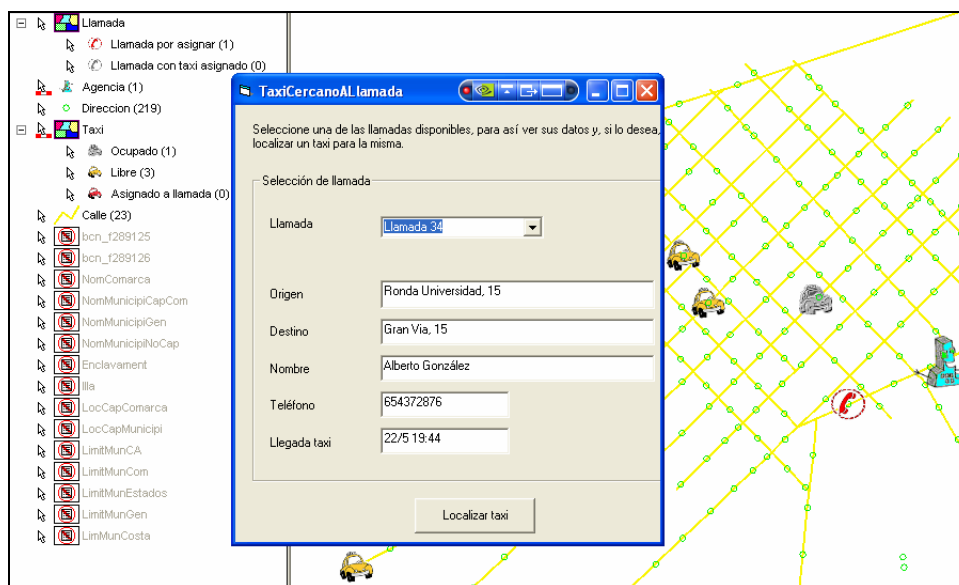 Llamada
Llamada por asignar (1)
Llamada con taxi asignado (0)
Agencia (1)
Direccion (219)
Taxi
Ocupado (1)
Libre (3)
Asignado a llamada (0)
Calle (23)
bcn_f289125
bcn_f289126
NomComarca
NomMunicipiCapCom
NomMunicipiGen
NomMunicipiNoCap
Enclavament
Illa
LocCapComarca
LocCapMunicipi
LimitMunCA
LimitMunCom
LimitMunEstados
LimitMunGen
LimMunCosta
TaxiCercanoALlamada
Seleccione una de las llamadas disponibles, para así ver sus datos y, si lo desea,
localizar un taxi para la misma.
Selección de llamada
Llamada
Llamada 34
Origen
Ronda Universidad, 15
Destino
Gran Via, 15
Nombre
Alberto González
Teléfono
654372876
Llegada taxi
22/5 19:44
Localizar taxi